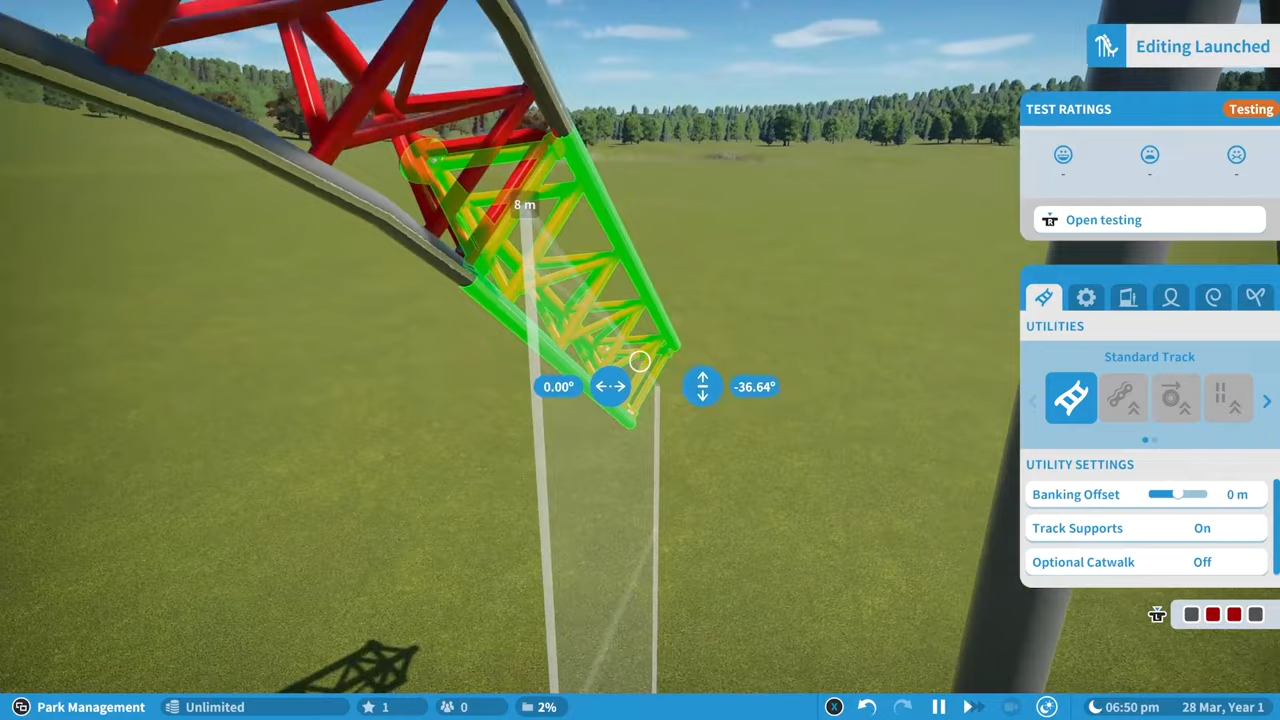 Editing Launched
TEST RATINGS
Testing
- - -
Open testing
8 m
UTILITIES
Standard Track
0.00°
-36.64°
UTILITY SETTINGS
Banking Offset 0 m
Track Supports On
Optional Catwalk Off
Park Management
Unlimited
1
0
2%
X
06:50 pm
28 Mar, Year 1